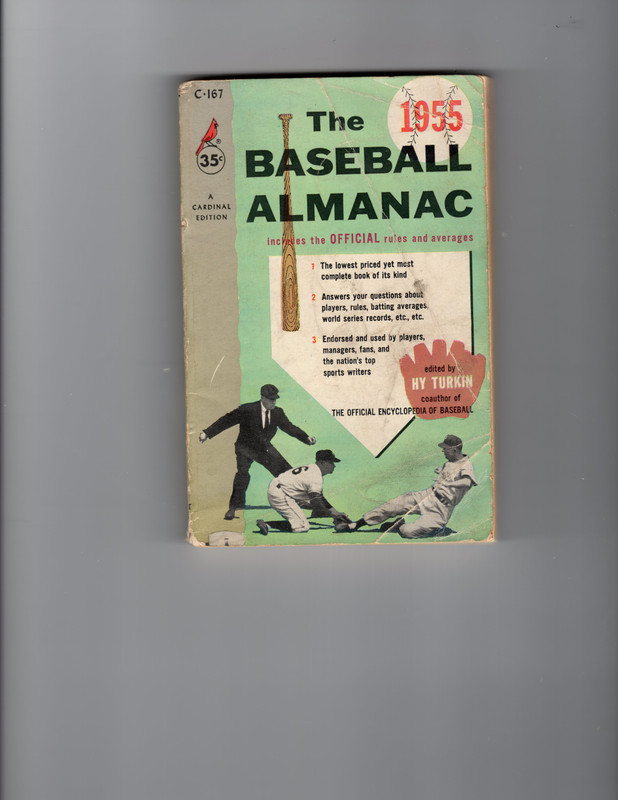 C·167
35¢
A
CARDINAL
EDITION
1955
The
BASEBALL
ALMANAC
includes the OFFICIAL rules and averages
1 The lowest priced yet most
complete book of its kind
2 Answers your questions about
players, rules, batting averages,
world series records, etc., etc.
3 Endorsed and used by players,
managers, fans, and
the nation's top
sports writers
edited by
HY TURKIN
coauthor of
THE OFFICIAL ENCYCLOPEDIA OF BASEBALL
6